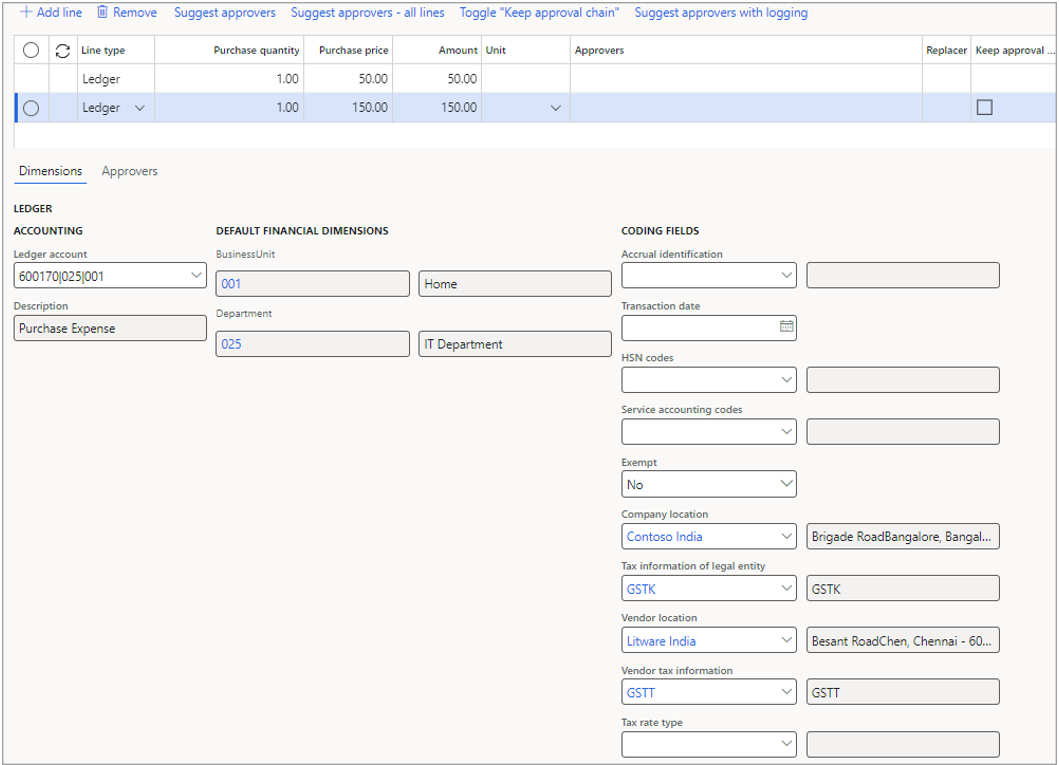 Add line Remove Suggest approvers Suggest approvers - all lines Toggle "Keep approval chain" Suggest approvers with logging
Line type Purchase quantity Purchase price Amount Unit Approvers Replacer Keep approval ...
Ledger 1.00 50.00 50.00
Ledger 1.00 150.00 150.00
Dimensions Approvers
LEDGER
ACCOUNTING
Ledger account
600170|025|001
Description
Purchase Expense
DEFAULT FINANCIAL DIMENSIONS
BusinessUnit
001 Home
Department
025 IT Department
CODING FIELDS
Accrual identification
Transaction date
HSN codes
Service accounting codes
Exempt
No
Company location
Contoso India Brigade RoadBangalore, Bangal...
Tax information of legal entity
GSTK GSTK
Vendor location
Litware India Besant RoadChen, Chennai - 60...
Vendor tax information
GSTT GSTT
Tax rate type